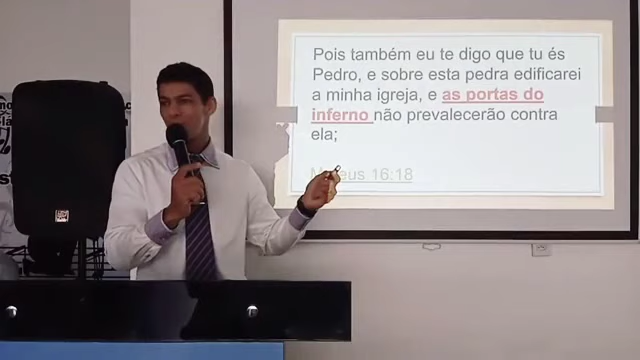 Pois também eu te digo que tu és
Pedro, e sobre esta pedra edificarei
a minha igreja, e as portas do
inferno não prevalecerão contra
ela;
16:18